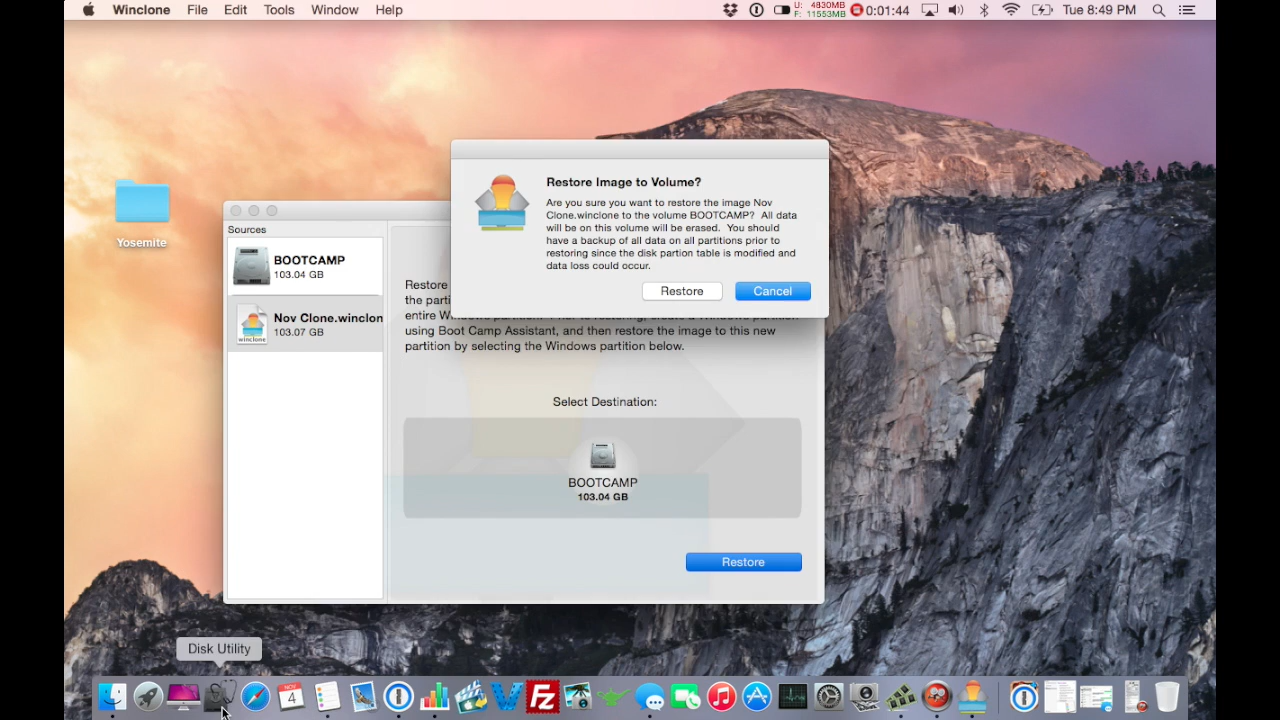 Winclone File Edit Tools Window Help U: 4830MB F: 11553MB 0:01:44 Tue 8:49 PM
Restore Image to Volume?
Are you sure you want to restore the image Nov
Clone.winclone to the volume BOOTCAMP? All data
will be on this volume will be erased. You should
have a backup of all data on all partitions prior to
restoring since the disk partion table is modified and
data loss could occur.
Restore Cancel
Yosemite
Sources
BOOTCAMP
103.04 GB
Nov Clone.winclon
103.07 GB
winclone
Restore
the parti
entire
using Boot Camp Assistant, and then restore the image to this new
partition by selecting the Windows partition below.
Select Destination:
BOOTCAMP
103.04 GB
Restore
Disk Utility
NOV
4
Fz